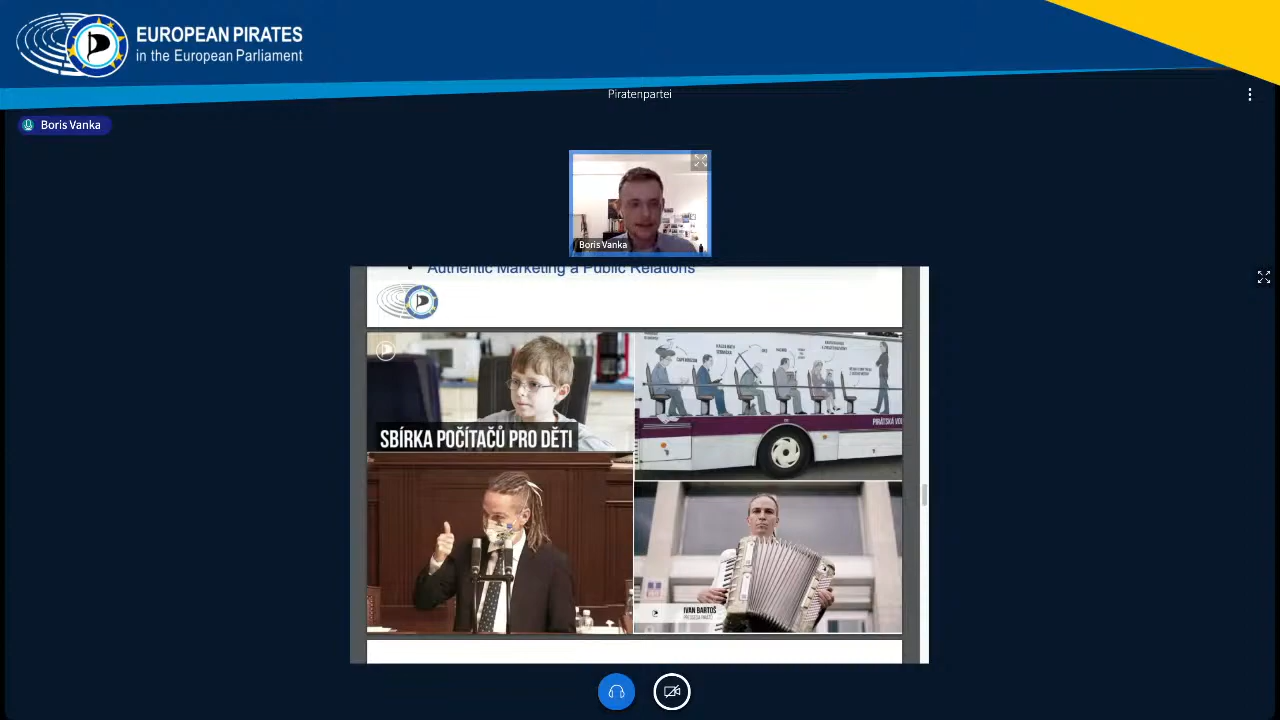 EUROPEAN PIRATES
in the European Parliament
Piratenpartei
Boris Vanka
Boris Vanka
Authentic Marketing a Public Relations
SBÍRKA POČÍTAČŮ PRO DĚTI
IVAN BARTOŠ